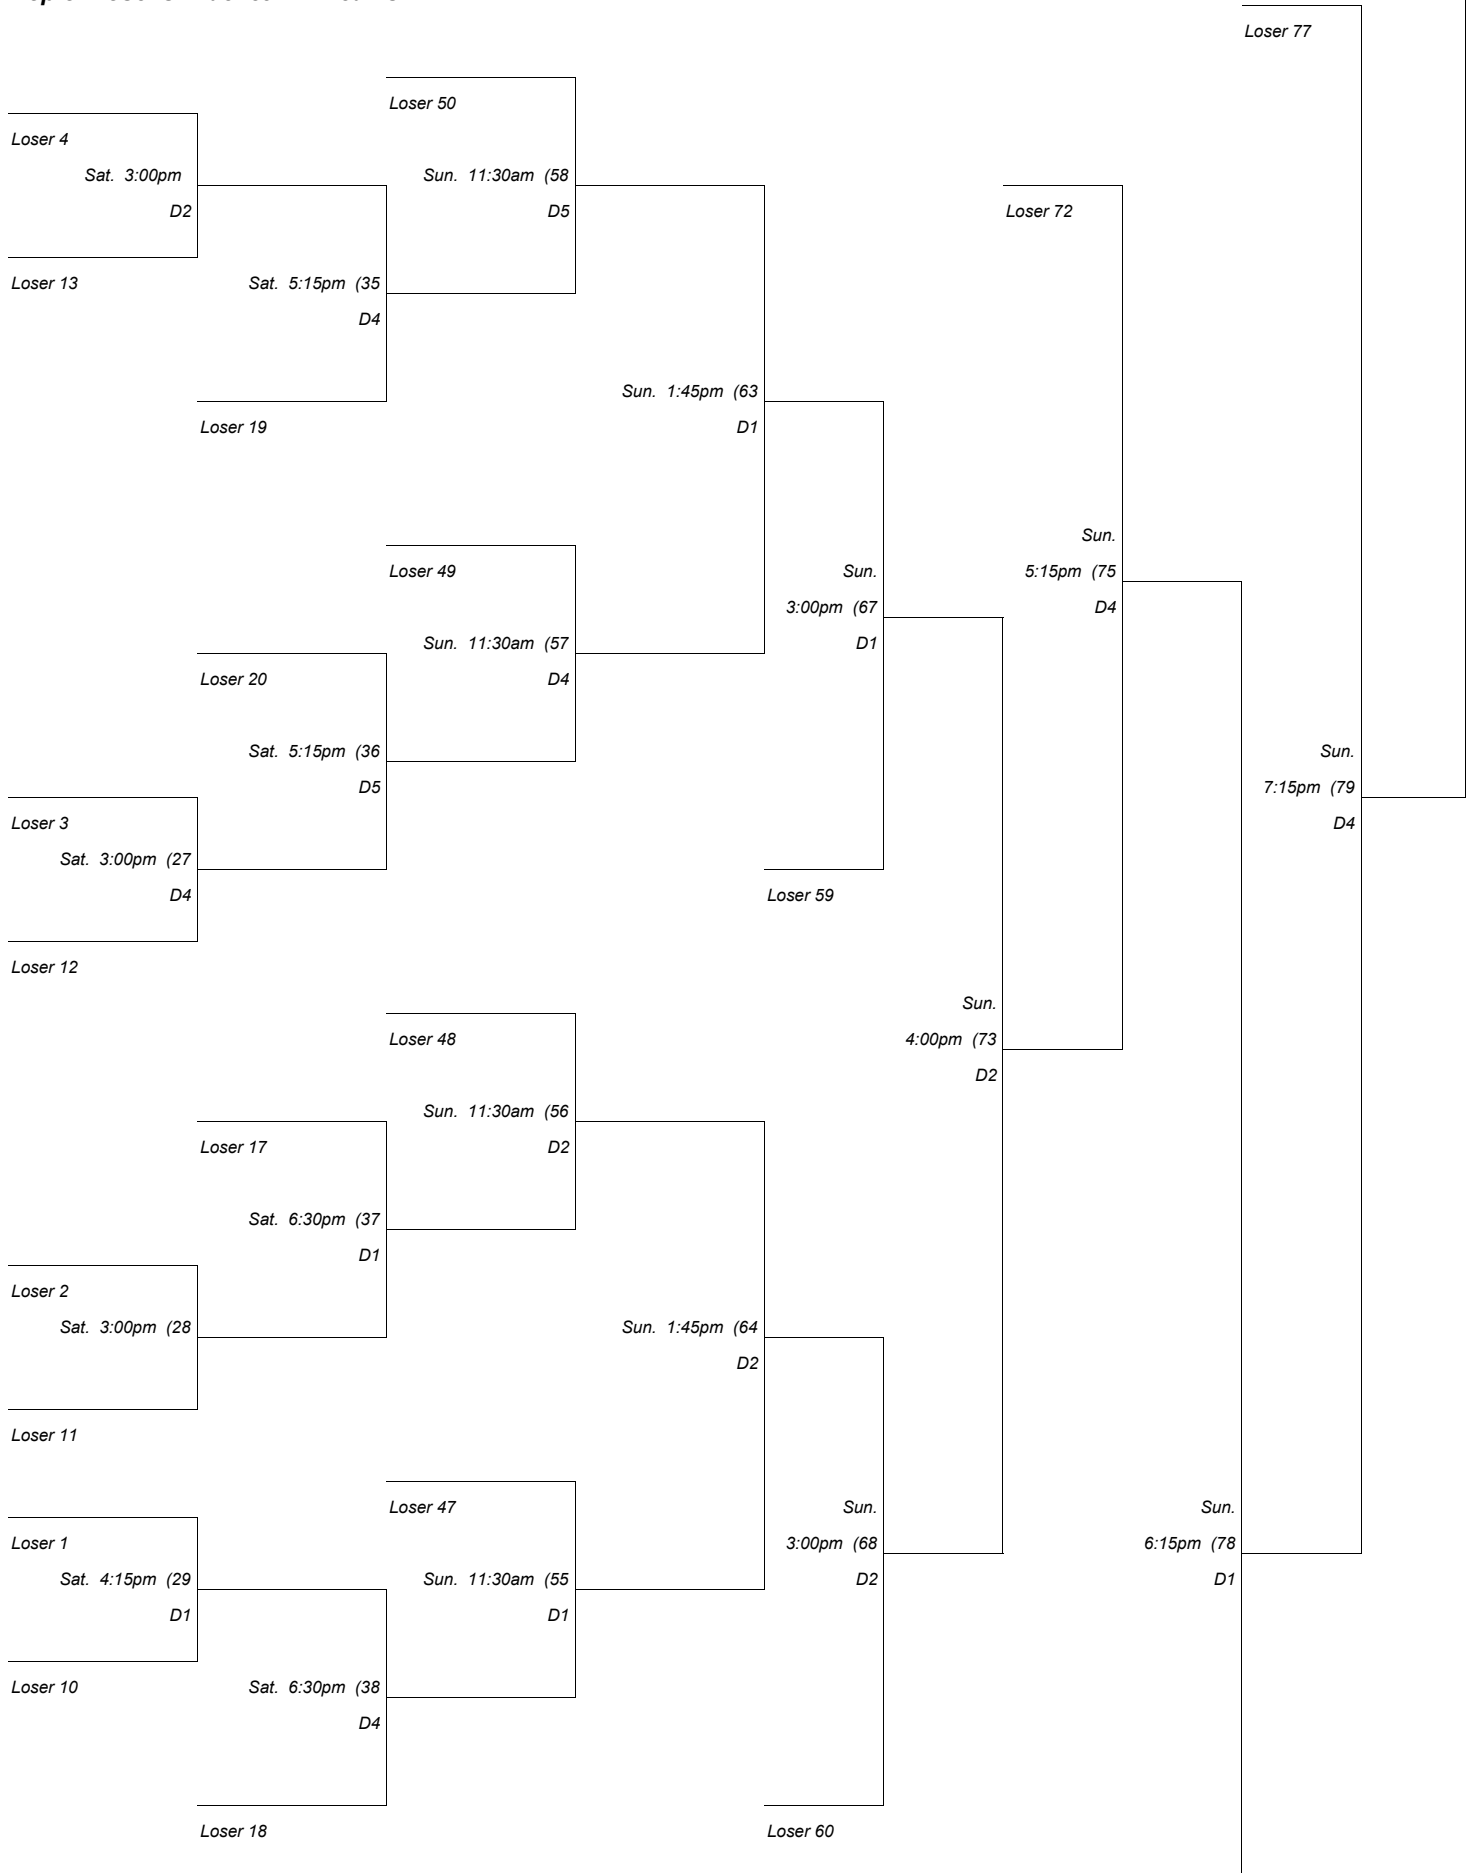 Loser 77
Loser 50
Loser 4
Sat. 3:00pm
Sun. 11:30am (58
D2
D5
Loser 72
Loser 13
Sat. 5:15pm (35
D4
Sun. 1:45pm (63
Loser 19
D1
Sun.
Loser 49
Sun.
5:15pm (75
3:00pm (67
D4
Sun. 11:30am (57
D1
Loser 20
D4
Sat. 5:15pm (36
Sun.
D5
7:15pm (79
Loser 3
D4
Sat. 3:00pm (27
D4
Loser 59
Loser 12
Sun.
Loser 48
4:00pm (73
D2
Sun. 11:30am (56
Loser 17
D2
Sat. 6:30pm (37
D1
Loser 2
Sat. 3:00pm (28
Sun. 1:45pm (64
D2
Loser 11
Loser 47
Sun.
Sun.
Loser 1
3:00pm (68
6:15pm (78
Sat. 4:15pm (29
Sun. 11:30am (55
D2
D1
D1
D1
Loser 10
Sat. 6:30pm (38
D4
Loser 18
Loser 60